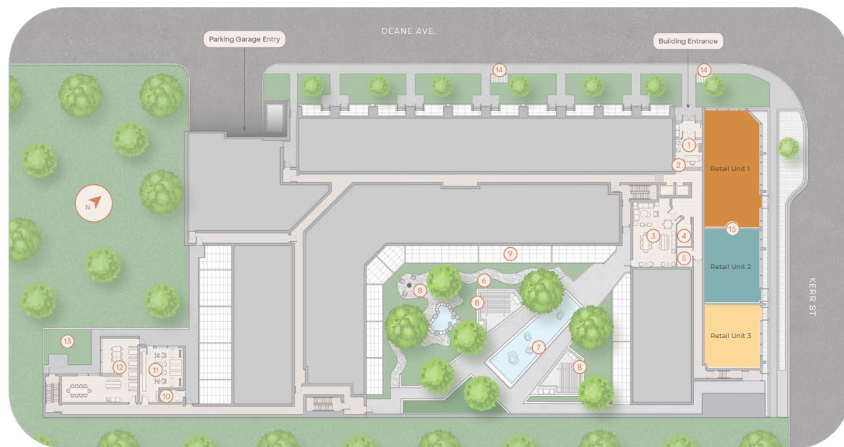 DEANE AVE.
Parking Garage Entry
Building Entrance
14
14
1
2
Retail Unit 1
N
3
4
15
5
9
Retail Unit 2
6
8
8
KERR ST
7
Retail Unit 3
13
12
11
8
10